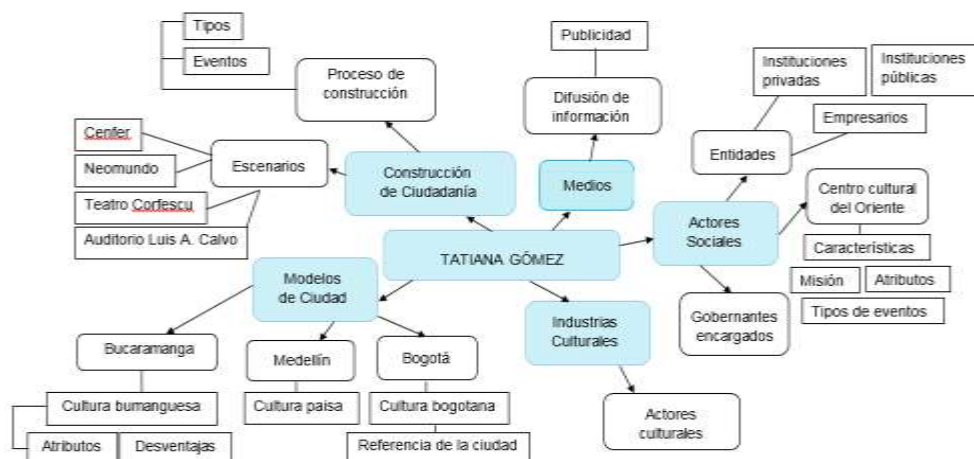 Tipos
Eventos
Proceso de
construcción
Publicidad
Difusión de
información
Instituciones
privadas
Instituciones
públicas
Empresarios
Entidades
Cenfer
Neomundo
Teatro Corfescu
Auditorio Luis A. Calvo
Escenarios
Construcción
de Ciudadanía
Medios
Actores
Sociales
Centro cultural
del Oriente
Características
Misión
Atributos
Tipos de eventos
TATIANA GÓMEZ
Modelos
de Ciudad
Industrias
Culturales
Gobernantes
encargados
Bucaramanga
Medellín
Bogotá
Cultura bumanguesa
Cultura paisa
Cultura bogotana
Atributos
Desventajas
Referencia de la ciudad
Actores
culturales